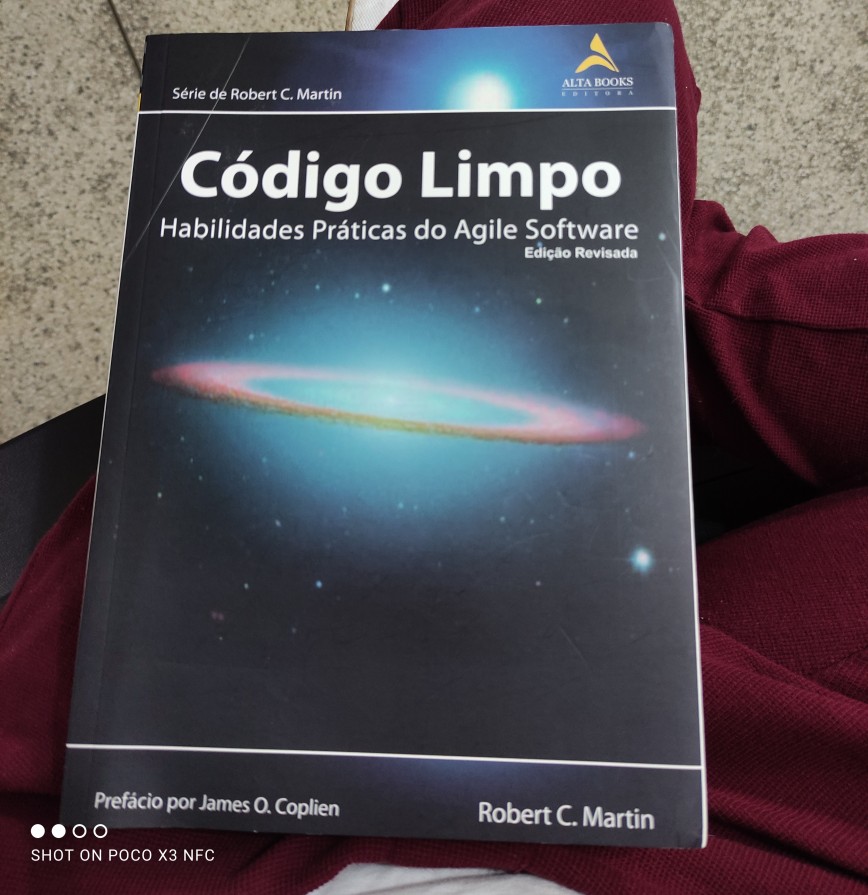 Série de Robert C. Martin
ALTA BOOKS
EDITORA
Código Limpo
Habilidades Práticas do Agile Software
Edição Revisada
Prefácio por James O. Coplien
Robert C. Martin
SHOT ON POCO X3 NFC